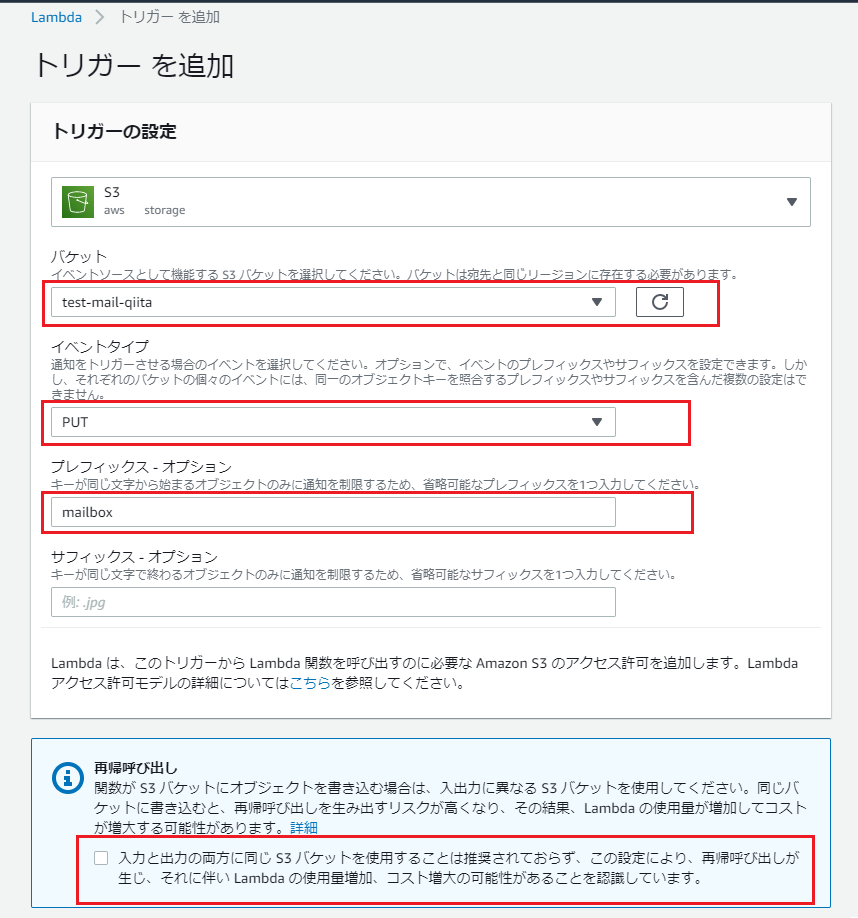 Lambda > トリガー を追加
トリガー を追加
トリガーの設定
S3
aws storage
バケット
イベントソースとして機能する S3 バケットを選択してください。バケットは宛先と同じリージョンに存在する必要があります。
test-mail-qiita
イベントタイプ
通知をトリガーさせる場合のイベントを選択してください。オプションで、イベントのプレフィックスやサフィックスを設定できます。しか
し、それぞれのバケットの個々のイベントには、同一のオブジェクトキーを照合するプレフィックスやサフィックスを含んだ複数の設定はで
きません。
PUT
プレフィックス - オプション
キーが同じ文字から始まるオブジェクトのみに通知を制限するため、省略可能なプレフィックスを1つ入力してください。
mailbox
サフィックス - オプション
キーが同じ文字で終わるオブジェクトのみに通知を制限するため、省略可能なサフィックスを1つ入力してください。
例: .jpg
Lambda は、このトリガーから Lambda 関数を呼び出すのに必要な Amazon S3 のアクセス許可を追加します。Lambda
アクセス許可モデルの詳細についてはこちらを参照してください。
再帰呼び出し
関数が S3 バケットにオブジェクトを書き込む場合は、入出力に異なる S3 バケットを使用してください。同じバ
ケットに書き込むと、再帰呼び出しを生み出すリスクが高くなり、その結果、Lambda の使用量が増加してコスト
が増大する可能性があります。詳細
入力と出力の両方に同じ S3 バケットを使用することは推奨されておらず、この設定により、再帰呼び出しが
生じ、それに伴い Lambda の使用量増加、コスト増大の可能性があることを認識しています。